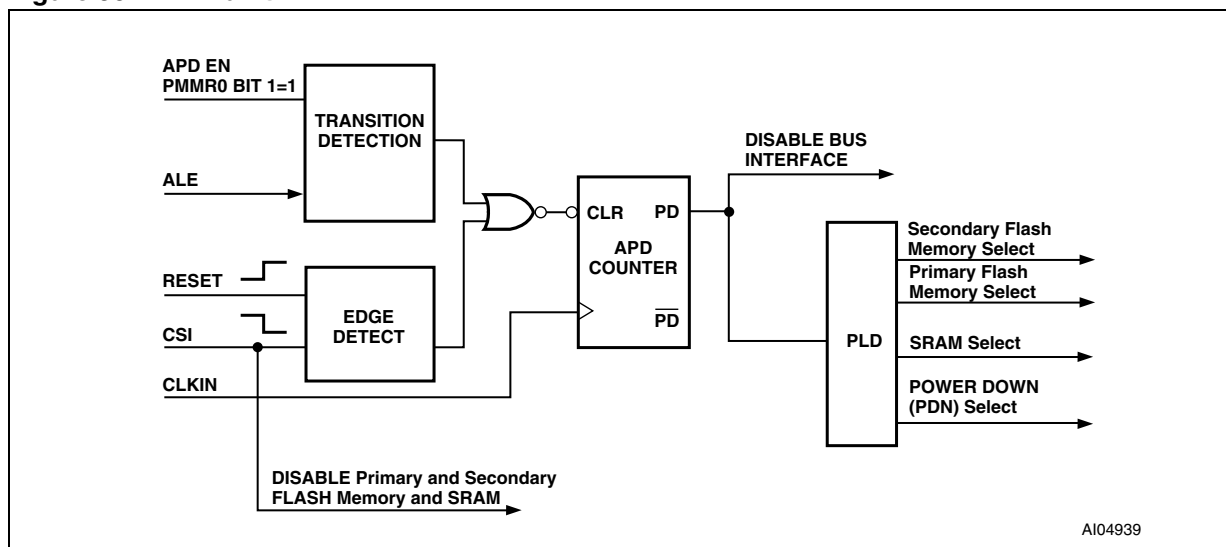 APD EN
PMMR0 BIT 1=1
TRANSITION
DETECTION
ALE
RESET
EDGE
DETECT
CSI
CLKIN
DISABLE Primary and Secondary
FLASH Memory and SRAM
CLR
PD
APD
COUNTER
PD
DISABLE BUS
INTERFACE
PLD
Secondary Flash
Memory Select
Primary Flash
Memory Select
SRAM Select
POWER DOWN
(PDN) Select
AI04939